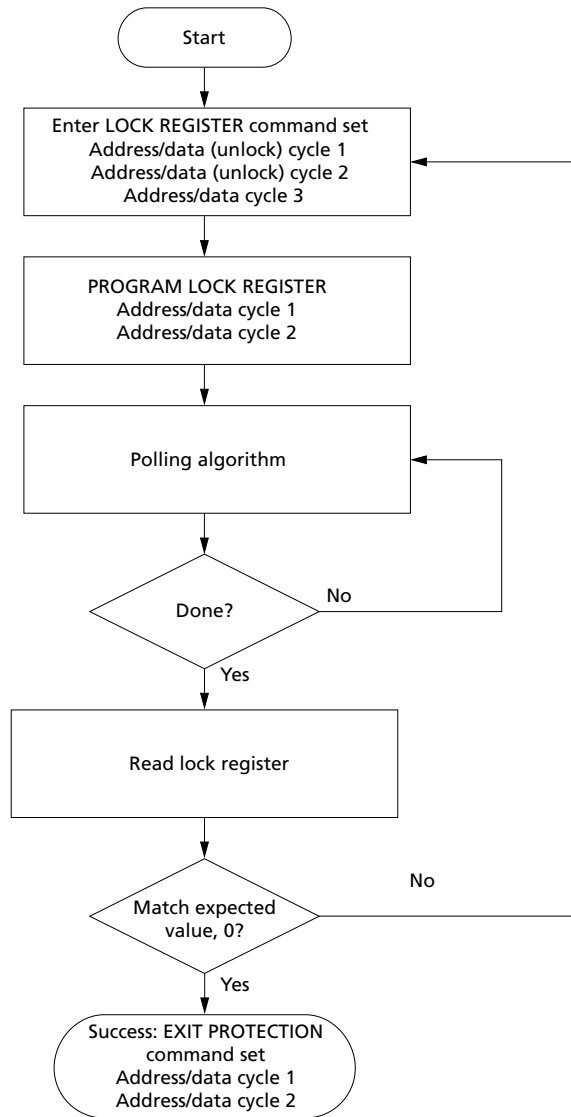 Start
Enter LOCK REGISTER command set
Address/data (unlock) cycle 1
Address/data (unlock) cycle 2
Address/data cycle 3
PROGRAM LOCK REGISTER
Address/data cycle 1
Address/data cycle 2
Polling algorithm
Done?
No
Yes
Read lock register
Match expected
value, 0?
No
Yes
Success: EXIT PROTECTION
command set
Address/data cycle 1
Address/data cycle 2